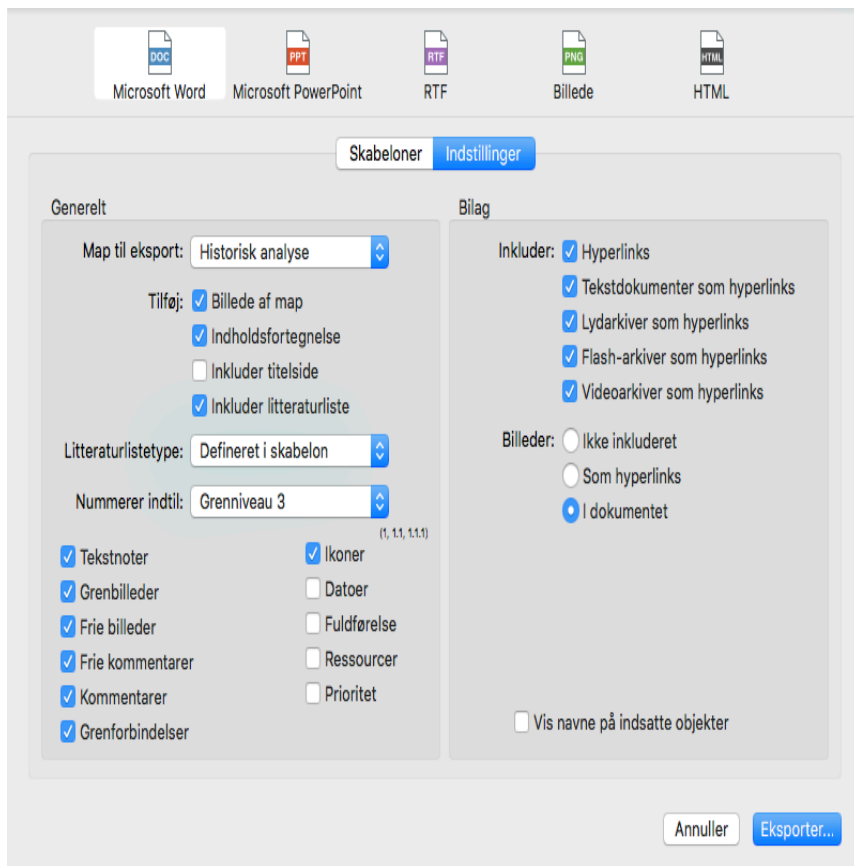 DOC PPT RTF PNG HTML
Microsoft Word Microsoft PowerPoint RTF Billede HTML
Skabeloner Indstillinger
Generelt
Map til eksport: Historisk analyse
Tilføj: Billede af map
Indholdsfortegnelse
Inkluder titelside
Inkluder litteraturliste
Litteraturlistetype: Defineret i skabelon
Nummerer indtil: Grenniveau 3
(1, 1.1, 1.1.1)
Tekstnoter
Grenbilleder
Frie billeder
Frie kommentarer
Kommentarer
Grenforbindelser
Ikoner
Datoer
Fuldførelse
Ressourcer
Prioritet
Bilag
Inkluder: Hyperlinks
Tekstdokumenter som hyperlinks
Lydarkiver som hyperlinks
Flash-arkiver som hyperlinks
Videoarkiver som hyperlinks
Billeder: Ikke inkluderet
Som hyperlinks
I dokumentet
Vis navne på indsatte objekter
Annuller Eksporter...